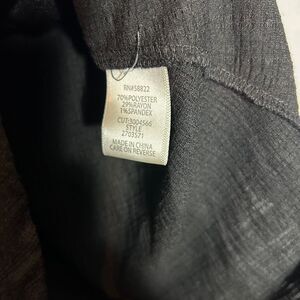 RN#58822
70%POLYESTER
29%RAYON
1%SPANDEX
CUT:3004566
STYLE
2703571
MADE IN CHINA
CARE ON REVERSE